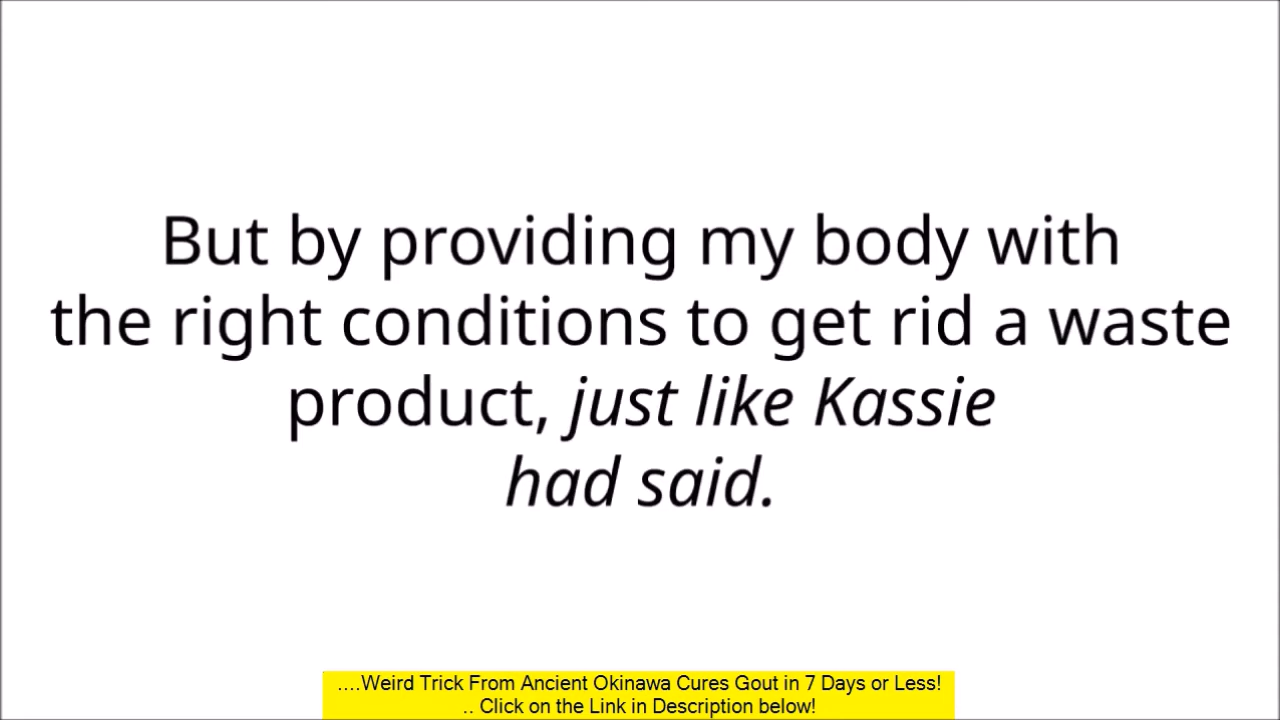 But by providing my body with
the right conditions to get rid a waste
product, just like Kassie
had said.
....Weird Trick From Ancient Okinawa Cures Gout in 7 Days or Less!
.. Click on the Link in Description below!